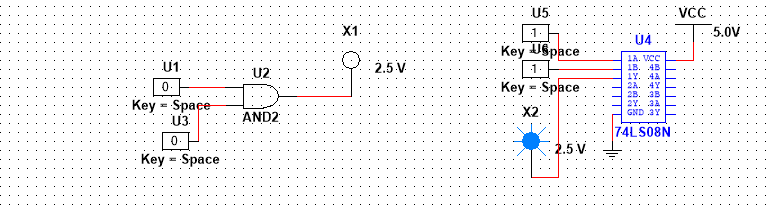 X1
2.5 V
U1
0
Key = Space
U2
AND2
U3
0
Key = Space
U5
1
Key = Space
U6
1
Key = Space
VCC
5.0V
U4
1A VCC
1B .4B
1Y .4A
2A .4Y
2B .3B
2Y .3A
GND .3Y
74LS08N
X2
2.5 V